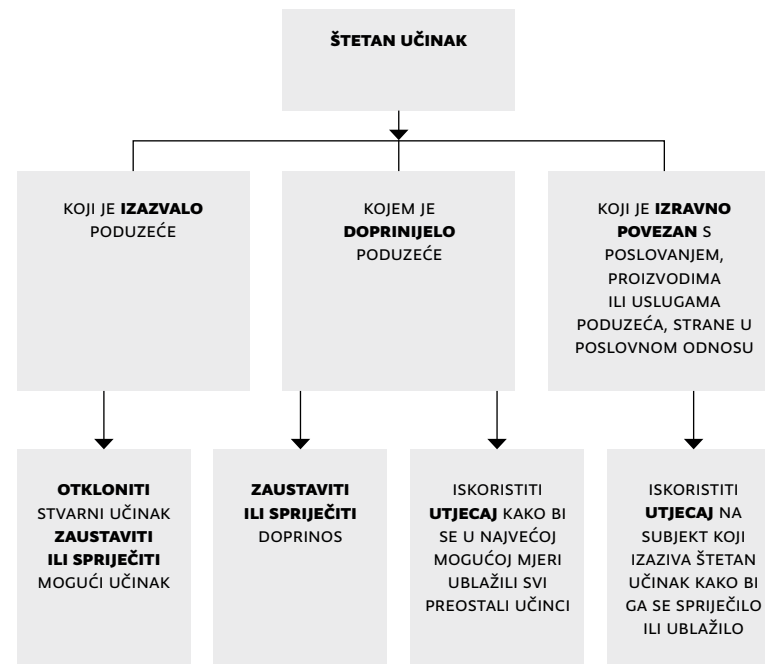 ŠTETAN UČINAK
KOJI JE IZAZVALO
PODUZEĆE
KOJEM JE
DOPRINIJELO
PODUZEĆE
KOJI JE IZRAVNO
POVEZAN S
POSLOVANJEM,
PROIZVODIMA
ILI USLUGAMA
PODUZEĆA, STRANE U
POSLOVNOM ODNOSU
OTKLONITI
STVARNI UČINAK
ZAUSTAVITI
ILI SPRIJEČITI
MOGUĆI UČINAK
ZAUSTAVITI
ILI SPRIJEČITI
DOPRINOS
ISKORISTITI
UTJECAJ KAKO BI
SE U NAJVEĆOJ
MOGUĆOJ MJERI
UBLAŽILI SVI
PREOSTALI UČINCI
ISKORISTITI
UTJECAJ NA
SUBJEKT KOJI
IZAZIVA ŠTETAN
UČINAK KAKO BI
GA SE SPRIJEČILO
ILI UBLAŽILO